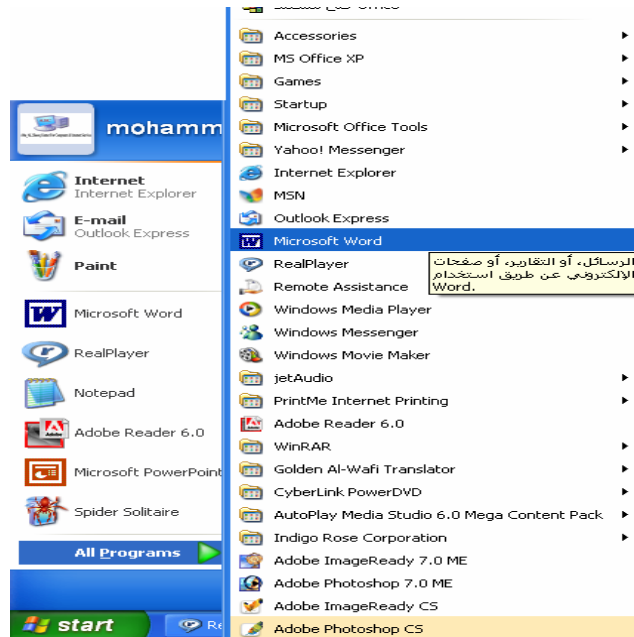 Office
Accessories
MS Office XP
Games
Startup
Microsoft Office Tools
Yahoo! Messenger
Internet Explorer
MSN
Outlook Express
Microsoft Word
RealPlayer
Remote Assistance
Windows Media Player
Windows Messenger
Windows Movie Maker
jetAudio
PrintMe Internet Printing
Adobe Reader 6.0
WinRAR
Golden Al-Wafi Translator
CyberLink PowerDVD
AutoPlay Media Studio 6.0 Mega Content Pack
Indigo Rose Corporation
Adobe ImageReady 7.0 ME
Adobe Photoshop 7.0 ME
Adobe ImageReady CS
Adobe Photoshop CS
الرسائل، أو التقارير، أو صفحات
الإلكتروني عن طريق استخدام
Word.
mohamm
Internet
Internet Explorer
E-mail
Outlook Express
Paint
Microsoft Word
RealPlayer
Notepad
Adobe Reader 6.0
Microsoft PowerPoint
Spider Solitaire
All Programs
start
Re